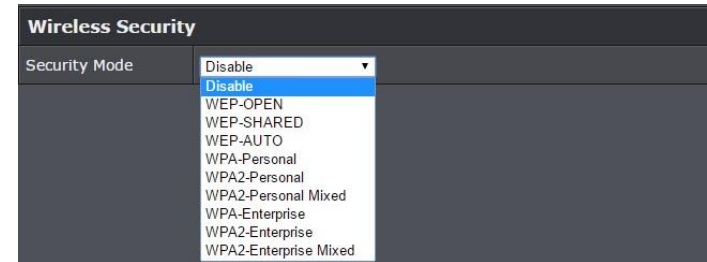 Wireless Security
Security Mode Disable
Disable
WEP-OPEN
WEP-SHARED
WEP-AUTO
WPA-Personal
WPA2-Personal
WPA2-Personal Mixed
WPA-Enterprise
WPA2-Enterprise
WPA2-Enterprise Mixed